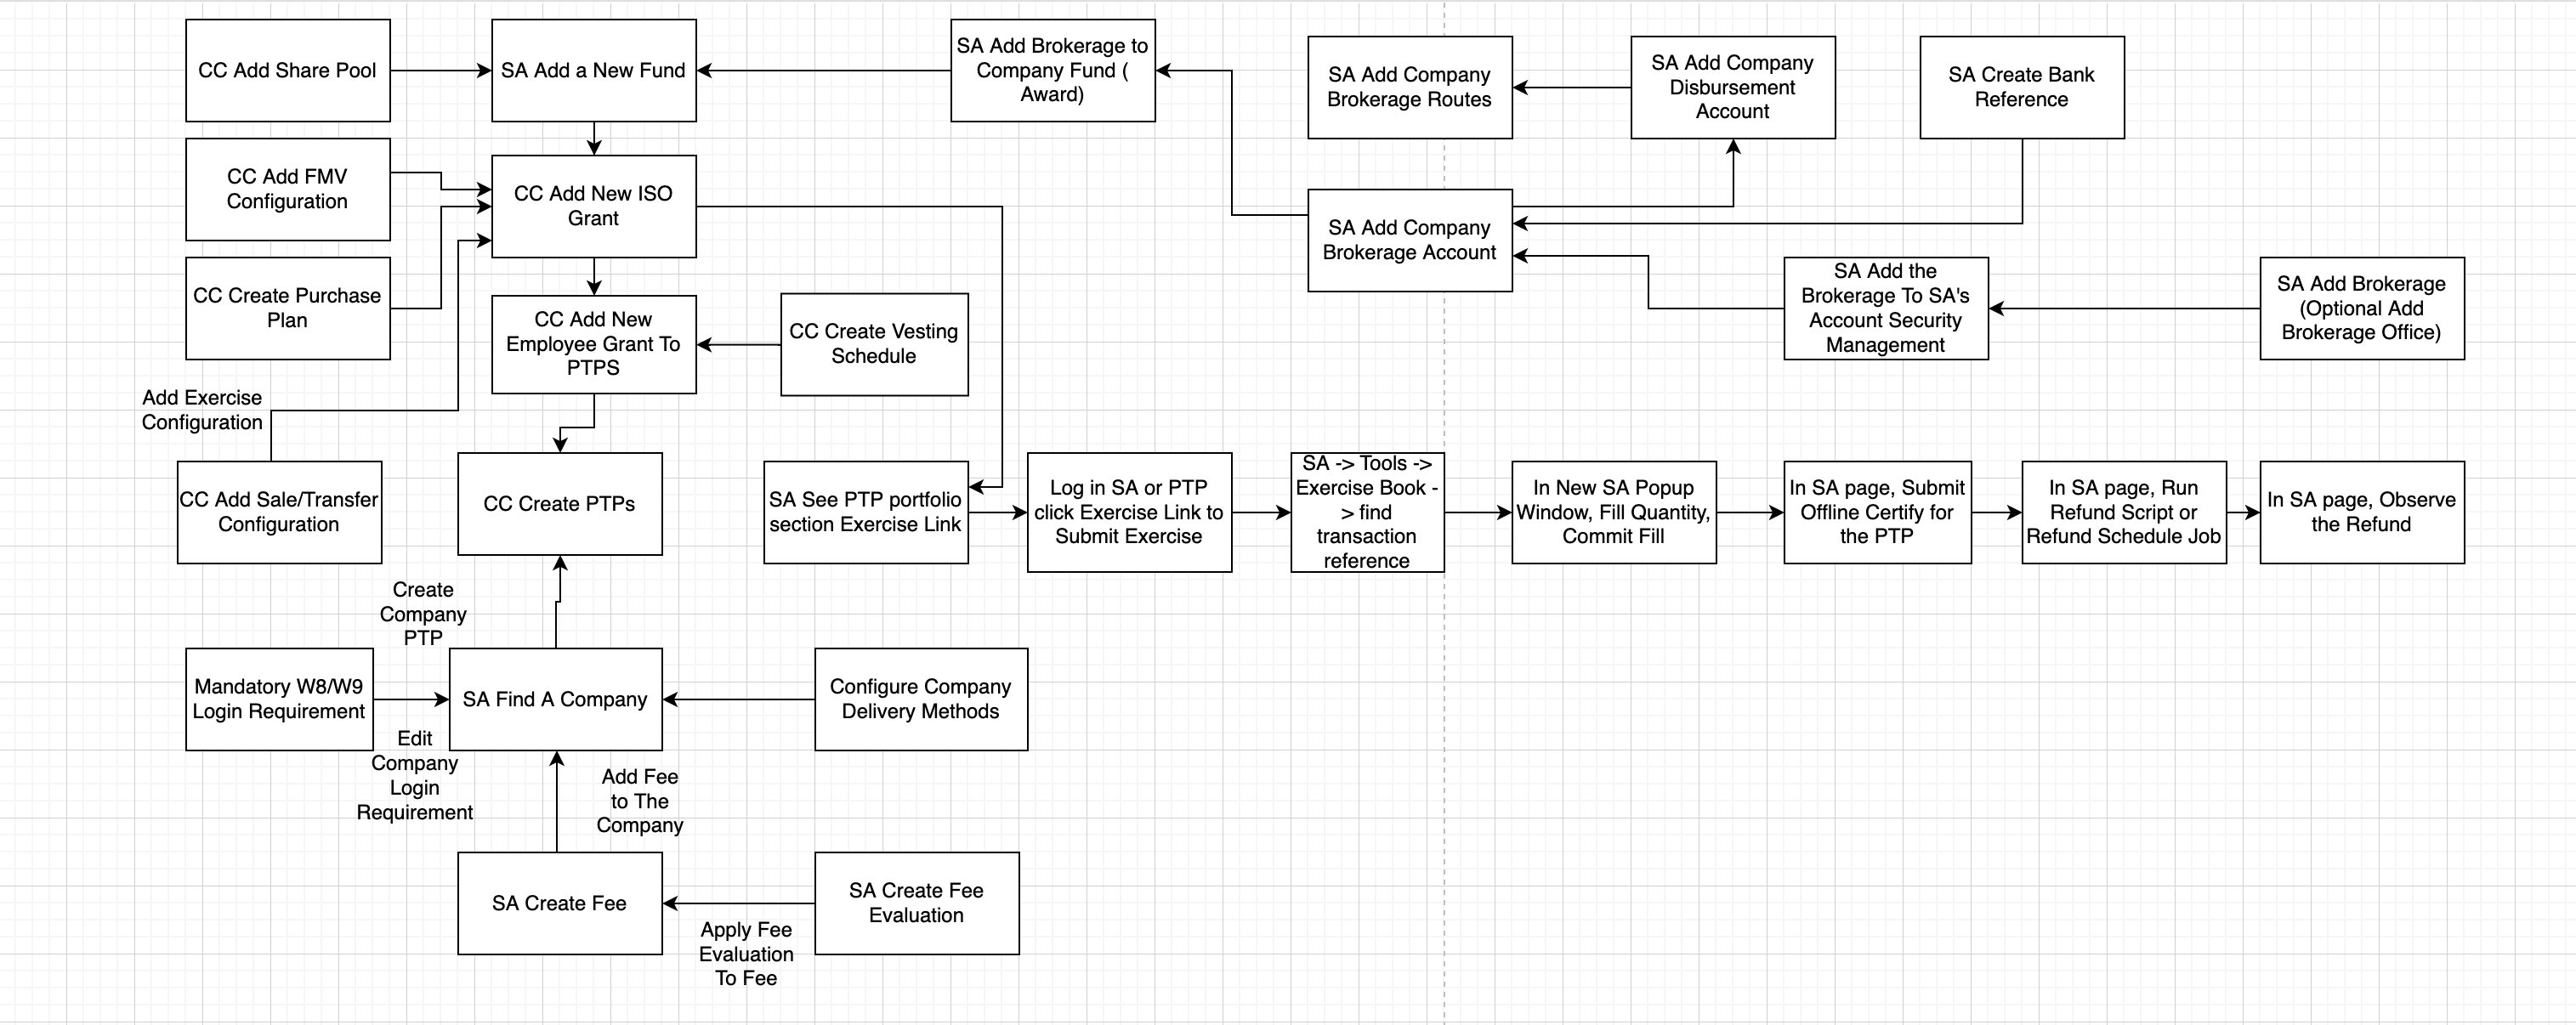 CC Add Share Pool
SA Add a New Fund
SA Add Brokerage to
Company Fund (
Award)
SA Add Company
Brokerage Routes
SA Add Company
Disbursement
Account
SA Create Bank
Reference
CC Add FMV
Configuration
CC Add New ISO
Grant
SA Add Company
Brokerage Account
CC Create Purchase
Plan
CC Add New
Employee Grant To
PTPS
CC Create Vesting
Schedule
SA Add the
Brokerage To SA's
Account Security
Management
SA Add Brokerage
(Optional Add
Brokerage Office)
Add Exercise
Configuration
CC Add Sale/Transfer
Configuration
CC Create PTPs
SA See PTP portfolio
section Exercise Link
Log in SA or PTP
click Exercise Link to
Submit Exercise
SA -> Tools ->
Exercise Book -
> find
transaction
reference
In New SA Popup
Window, Fill Quantity,
Commit Fill
In SA page, Submit
Offline Certify for
the PTP
In SA page, Run
Refund Script or
Refund Schedule Job
In SA page, Observe
the Refund
Create
Company
PTP
Mandatory W8/W9
Login Requirement
SA Find A Company
Configure Company
Delivery Methods
Edit
Company
Login
Requirement
Add Fee
to The
Company
SA Create Fee
SA Create Fee
Evaluation
Apply Fee
Evaluation
To Fee